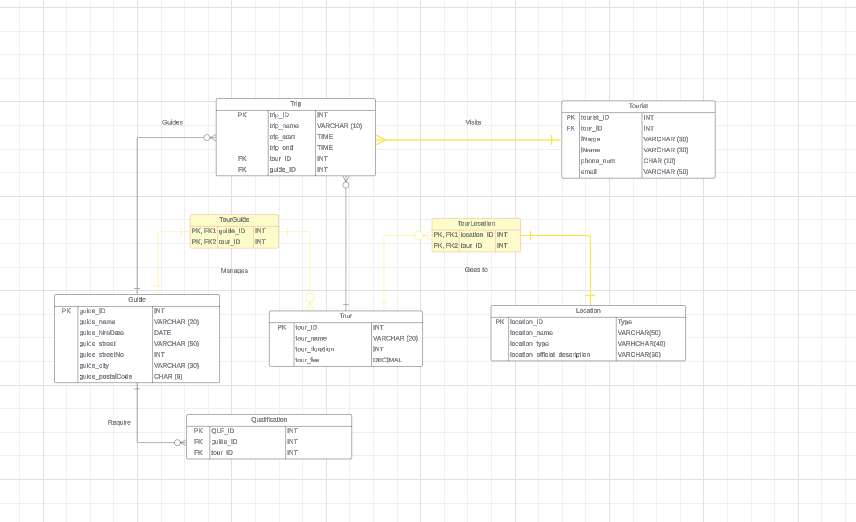 Trip
PK trip_ID INT
trip_name VARCHAR (10)
trip_start TIME
trip_end TIME
FK tour_ID INT
FK guide_ID INT
Guides
Visits
Tourist
PK tourist_ID INT
FK tour_ID INT
fName VARCHAR (30)
lName VARCHAR (30)
phone_num CHAR (10)
email VARCHAR (50)
TourGuide
PK, FK1 guide_ID INT
PK, FK2 tour_ID INT
Manages
TourLocation
PK, FK1 location_ID INT
PK, FK2 tour_ID INT
Goes to
Guide
PK guide_ID INT
guide_name VARCHAR (20)
guide_hireDate DATE
guide_street VARCHAR (50)
guide_streetNo INT
guide_city VARCHAR (30)
guide_postalCode CHAR (6)
Tour
PK tour_ID INT
tour_name VARCHAR (20)
tour_duration INT
tour_fee DECIMAL
Location
PK location_ID Type
location_name VARCHAR(50)
location_type VARHCHAR(40)
location_official_description VARCHAR(60)
Require
Qualification
PK QLF_ID INT
FK guide_ID INT
FK tour_ID INT